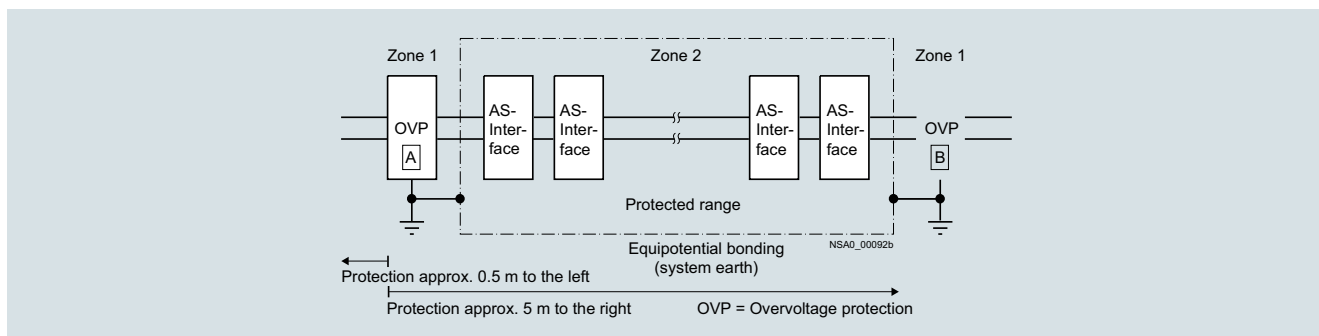 Zone 1
Zone 2
Zone 1
OVP
A
AS-
Inter-
face
AS-
Inter-
face
AS-
Inter-
face
AS-
Inter-
face
OVP
B
Protected range
Equipotential bonding
(system earth)
NSA0_00092b
Protection approx. 0.5 m to the left
Protection approx. 5 m to the right
OVP = Overvoltage protection